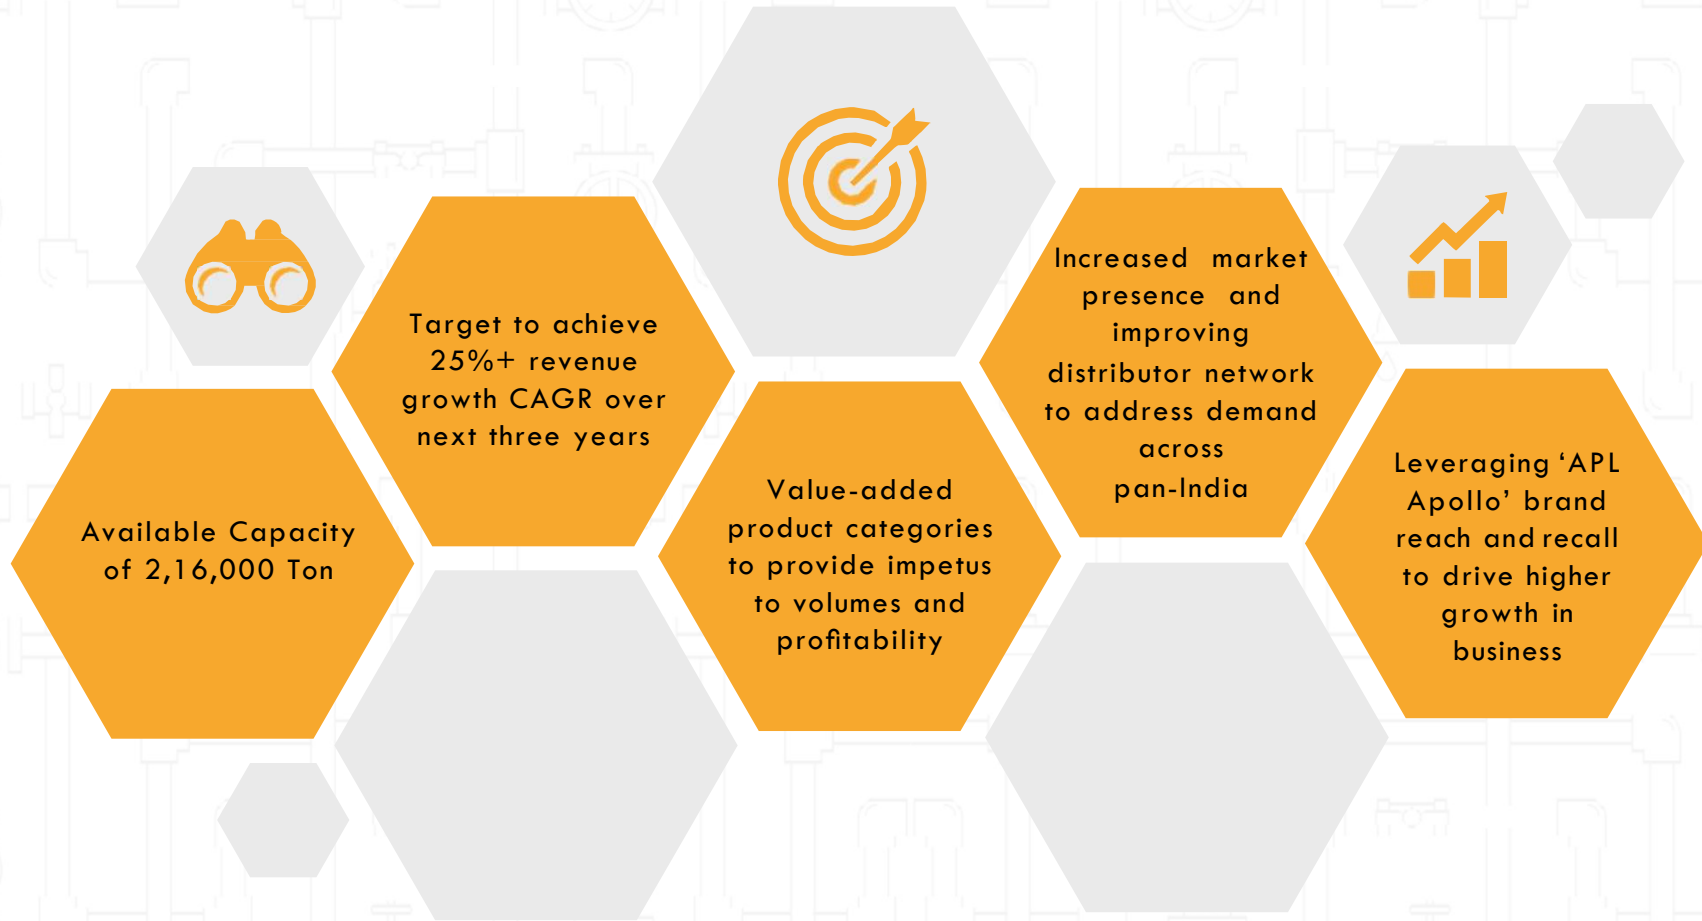 Available Capacity
of 2,16,000 Ton
Target to achieve
25%+ revenue
growth CAGR over
next three years
Value-added
product categories
to provide impetus
to volumes and
profitability
Increased market
presence and
improving
distributor network
to address demand
across
pan-India
Leveraging ‘APL
Apollo’ brand
reach and recall
to drive higher
growth in
business